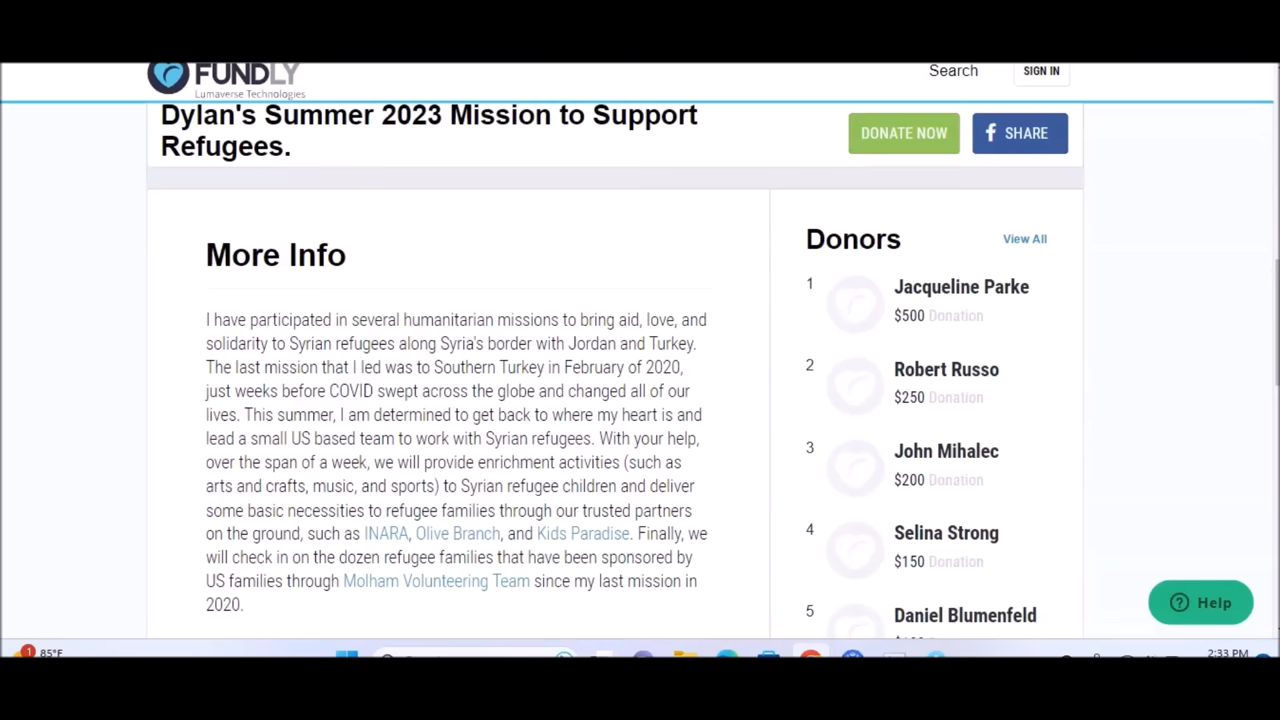 FUNDLY
Lumaverse Technologies
Search
SIGN IN
Dylan's Summer 2023 Mission to Support
Refugees.
DONATE NOW
SHARE
More Info
I have participated in several humanitarian missions to bring aid, love, and
solidarity to Syrian refugees along Syria's border with Jordan and Turkey.
The last mission that I led was to Southern Turkey in February of 2020,
just weeks before COVID swept across the globe and changed all of our
lives. This summer, I am determined to get back to where my heart is and
lead a small US based team to work with Syrian refugees. With your help,
over the span of a week, we will provide enrichment activities (such as
arts and crafts, music, and sports) to Syrian refugee children and deliver
some basic necessities to refugee families through our trusted partners
on the ground, such as INARA, Olive Branch, and Kids Paradise. Finally, we
will check in on the dozen refugee families that have been sponsored by
US families through Molham Volunteering Team since my last mission in
2020.
Donors
View All
1
Jacqueline Parke
$500 Donation
2
Robert Russo
$250 Donation
3
John Mihalec
$200 Donation
4
Selina Strong
$150 Donation
5
Daniel Blumenfeld
Help
1
85°F
2:33 PM